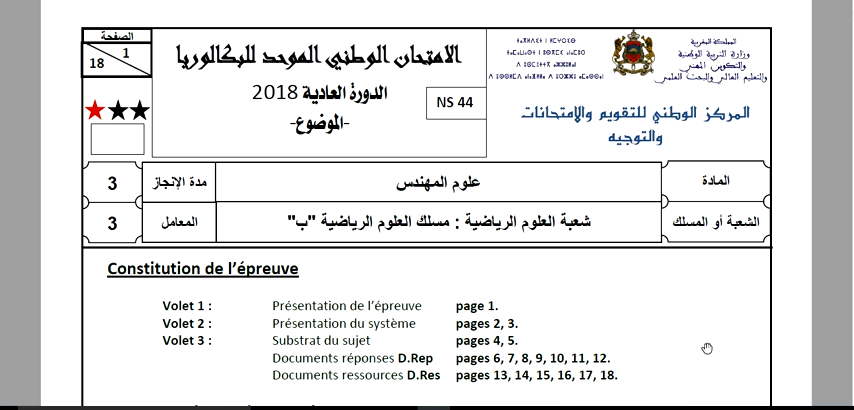 الصفحة
1
18
الامتحان الوطني الموحد للبكالوريا
الدورة العادية 2018
-الموضوع-
NS 44
المملكة المغربية
وزارة التربية الوطنية
والتكوين المهني
والتعليم العالي والبحث العلمي
المركز الوطني للتقويم والامتحانات
والتوجيه
المادة
علوم المهندس
مدة الإنجاز
3
الشعبة أو المسلك
شعبة العلوم الرياضية : مسلك العلوم الرياضية "ب"
المعامل
3
Constitution de l'épreuve
Volet 1 : Présentation de l'épreuve page 1.
Volet 2 : Présentation du système pages 2, 3.
Volet 3 : Substrat du sujet pages 4, 5.
Documents réponses D.Rep pages 6, 7, 8, 9, 10, 11, 12.
Documents ressources D.Res pages 13, 14, 15, 16, 17, 18.